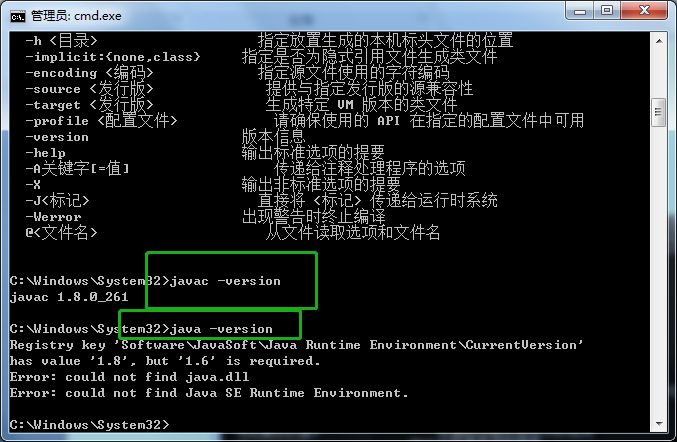 管理员: cmd.exe
-h <目录> 指定放置生成的本机标头文件的位置
-implicit:{none,class} 指定是否为隐式引用文件生成类文件
-encoding <编码> 指定源文件使用的字符编码
-source <发行版> 提供与指定发行版的源兼容性
-target <发行版> 生成特定 VM 版本的类文件
-profile <配置文件> 请确保使用的 API 在指定的配置文件中可用
-version 版本信息
-help 输出标准选项的提要
-A关键字[=值] 传递给注释处理程序的选项
-X 输出非标准选项的提要
-J<标记> 直接将 <标记> 传递给运行时系统
-Werror 出现警告时终止编译
@<文件名> 从文件读取选项和文件名
C:\Windows\System32>javac -version
javac 1.8.0_261
C:\Windows\System32>java -version
Registry key 'Software\JavaSoft\Java Runtime Environment\CurrentVersion'
has value '1.8', but '1.6' is required.
Error: could not find java.dll
Error: could not find Java SE Runtime Environment.
C:\Windows\System32>